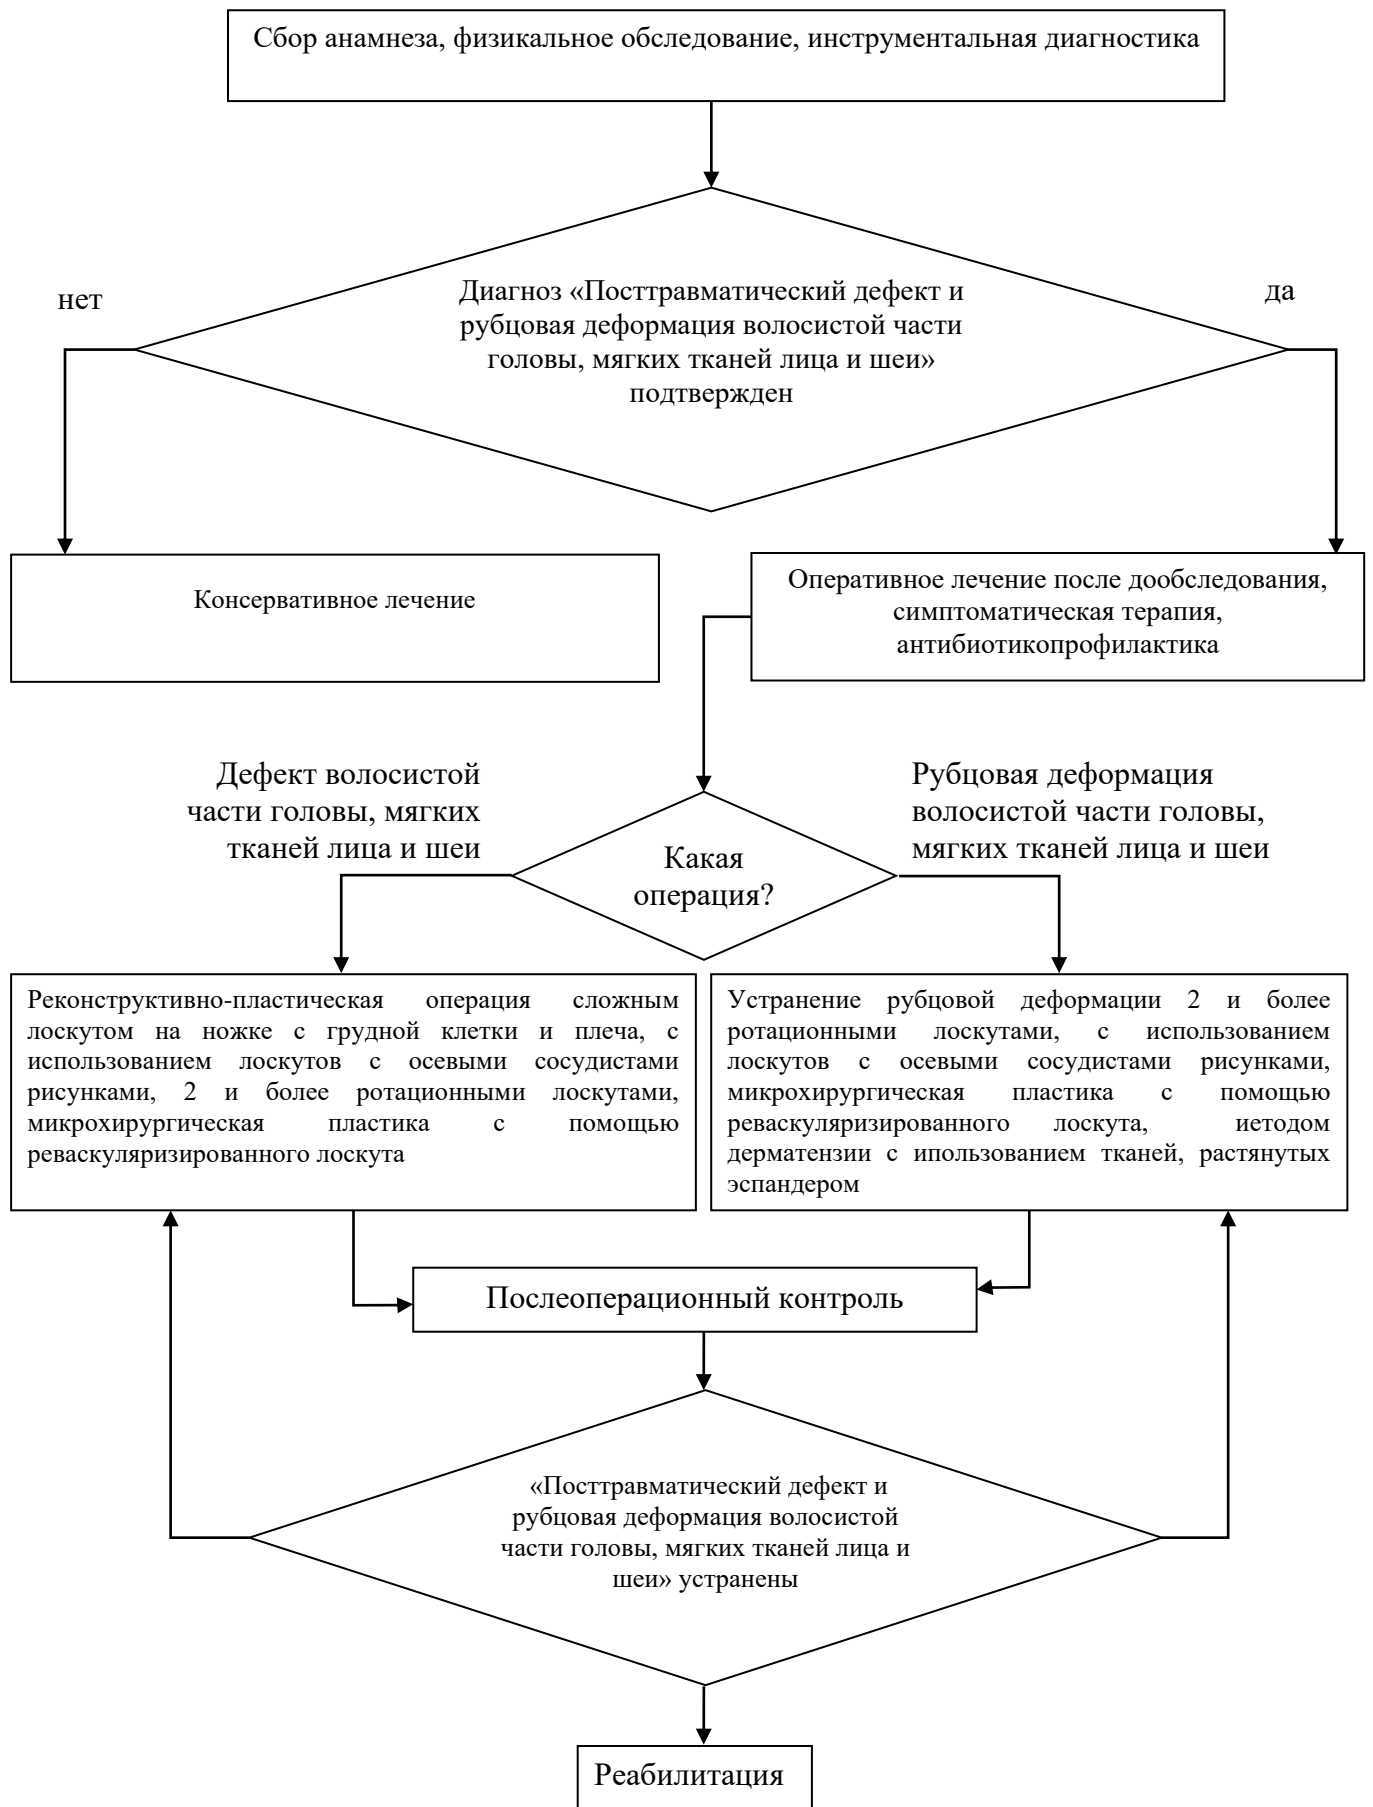 Сбор анамнеза, физикальное обследование, инструментальная диагностика
нет
Диагноз «Посттравматический дефект и
рубцовая деформация волосистой части
головы, мягких тканей лица и шеи»
подтвержден
да
Консервативное лечение
Оперативное лечение после дообследования,
симптоматическая терапия,
антибиотикопрофилактика
Дефект волосистой
части головы, мягких
тканей лица и шеи
Какая
операция?
Рубцовая деформация
волосистой части головы,
мягких тканей лица и шеи
Реконструктивно-пластическая операция сложным
лоскутом на ножке с грудной клетки и плеча, с
использованием лоскутов с осевыми сосудистами
рисунками, 2 и более ротационными лоскутами,
микрохирургическая пластика с помощью
реваскуляризированного лоскута
Устранение рубцовой деформации 2 и более
ротационными лоскутами, с использованием
лоскутов с осевыми сосудистами рисунками,
микрохирургическая пластика с помощью
реваскуляризированного лоскута, иетодом
дерматензии с ипользованием тканей, растянутых
эспандером
Послеоперационный контроль
«Посттравматический дефект и
рубцовая деформация волосистой
части головы, мягких тканей лица и
шеи» устранены
Реабилитация